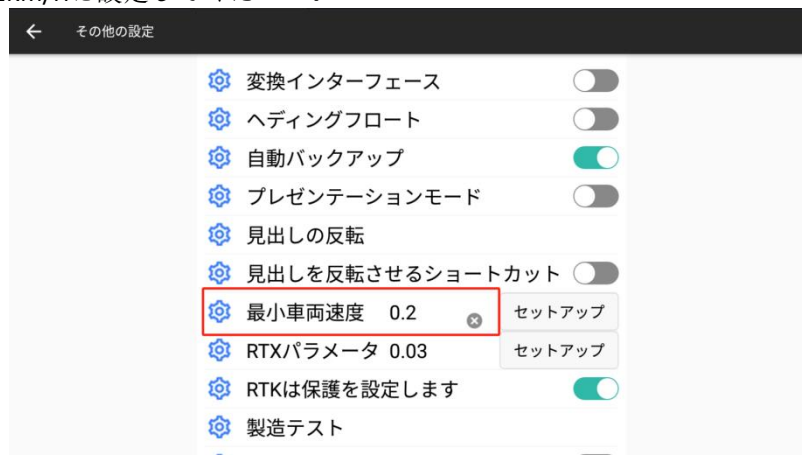 ← その他の設定
変換インターフェース
ヘディングフロート
自動バックアップ
プレゼンテーションモード
見出しの反転
見出しを反転させるショートカット
最小車両速度 0.2 セットアップ
RTXパラメータ 0.03 セットアップ
RTKは保護を設定します
製造テスト